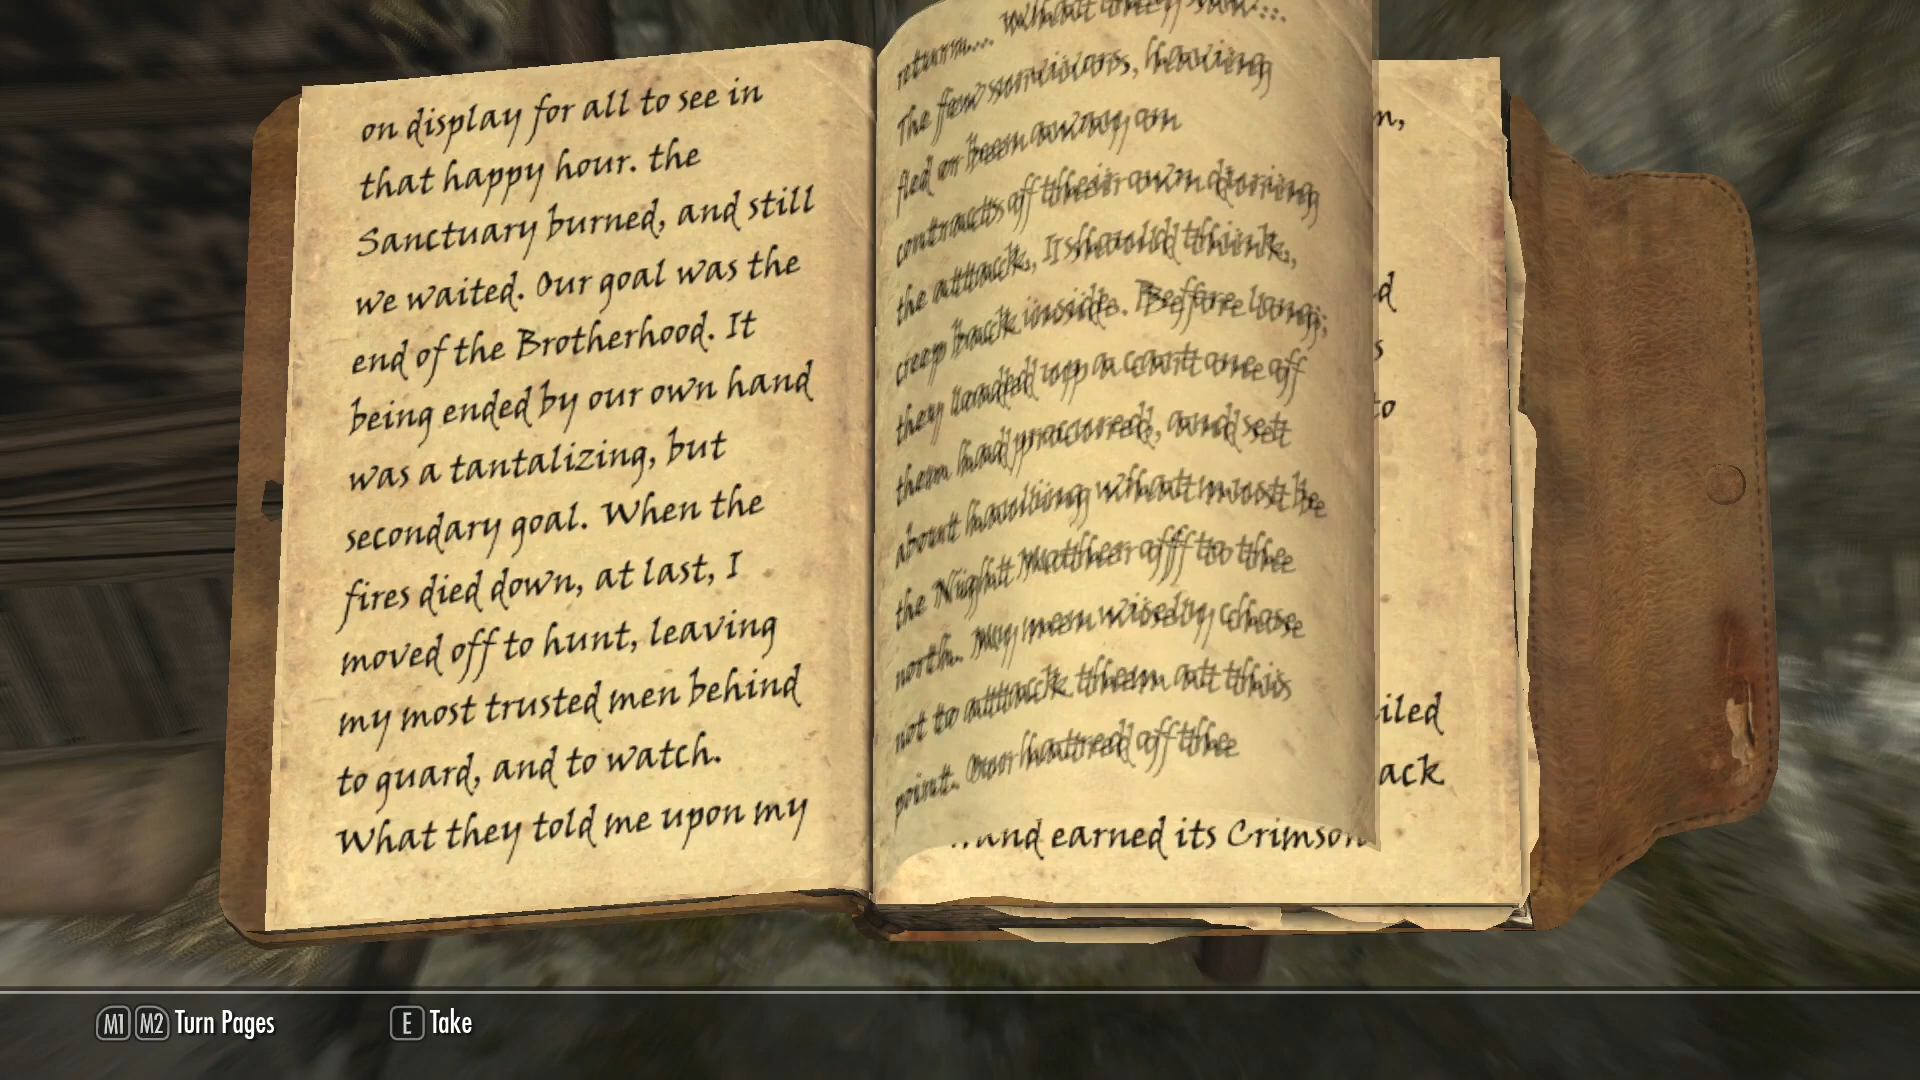 on display for all to see in
that happy hour. the
Sanctuary burned, and still
we waited. Our goal was the
end of the Brotherhood. It
being ended by our own hand
was a tantalizing, but
secondary goal. When the
fires died down, at last, I
moved off to hunt, leaving
my most trusted men behind
to guard, and to watch.
What they told me upon my
return... What they saw...
The few survivors, having
fled or been away on
contracts of their own during
the attack, I should think,
creep back inside. Before long,
they loaded up a cart one of
them had procured, and set
about hauling what must be
the Night Mother off to the
north. My men wisely chose
not to attack them at this
point. Our hatred of the
and earned its Crimson
to
M1 M2 Turn Pages
E Take